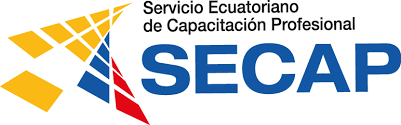 Servicio Ecuatoriano
de Capacitación Profesional
SECAP